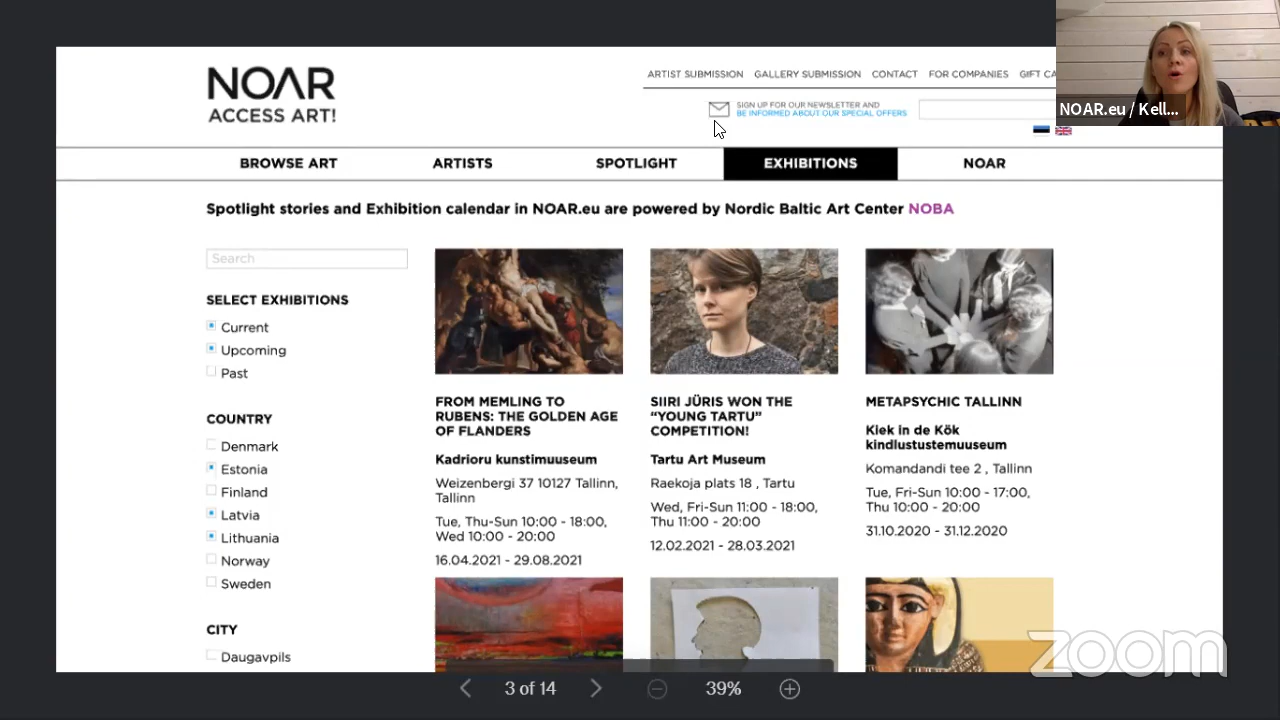 NOAR
ACCESS ART!
ARTIST SUBMISSION GALLERY SUBMISSION CONTACT FOR COMPANIES GIFT CA
SIGN UP FOR OUR NEWSLETTER AND
BE INFORMED ABOUT OUR SPECIAL OFFERS
NOAR.eu / Kell...
BROWSE ART ARTISTS SPOTLIGHT EXHIBITIONS NOAR
Spotlight stories and Exhibition calendar in NOAR.eu are powered by Nordic Baltic Art Center NOBA
Search
SELECT EXHIBITIONS
Current
Upcoming
Past
COUNTRY
Denmark
Estonia
Finland
Latvia
Lithuania
Norway
Sweden
CITY
Daugavpils
FROM MEMLING TO
RUBENS: THE GOLDEN AGE
OF FLANDERS
Kadrioru kunstimuuseum
Weizenbergi 37 10127 Tallinn,
Tallinn
Tue, Thu-Sun 10:00 - 18:00,
Wed 10:00 - 20:00
16.04.2021 - 29.08.2021
SIIRI JÜRIS WON THE
“YOUNG TARTU”
COMPETITION!
Tartu Art Museum
Raekoja plats 18 , Tartu
Wed, Fri-Sun 11:00 - 18:00,
Thu 11:00 - 20:00
12.02.2021 - 28.03.2021
METAPSYCHIC TALLINN
Kiek in de Kök
kindlustustemuuseum
Komandandi tee 2 , Tallinn
Tue, Fri-Sun 10:00 - 17:00,
Thu 10:00 - 20:00
31.10.2020 - 31.12.2020
zoom
3 of 14
39%